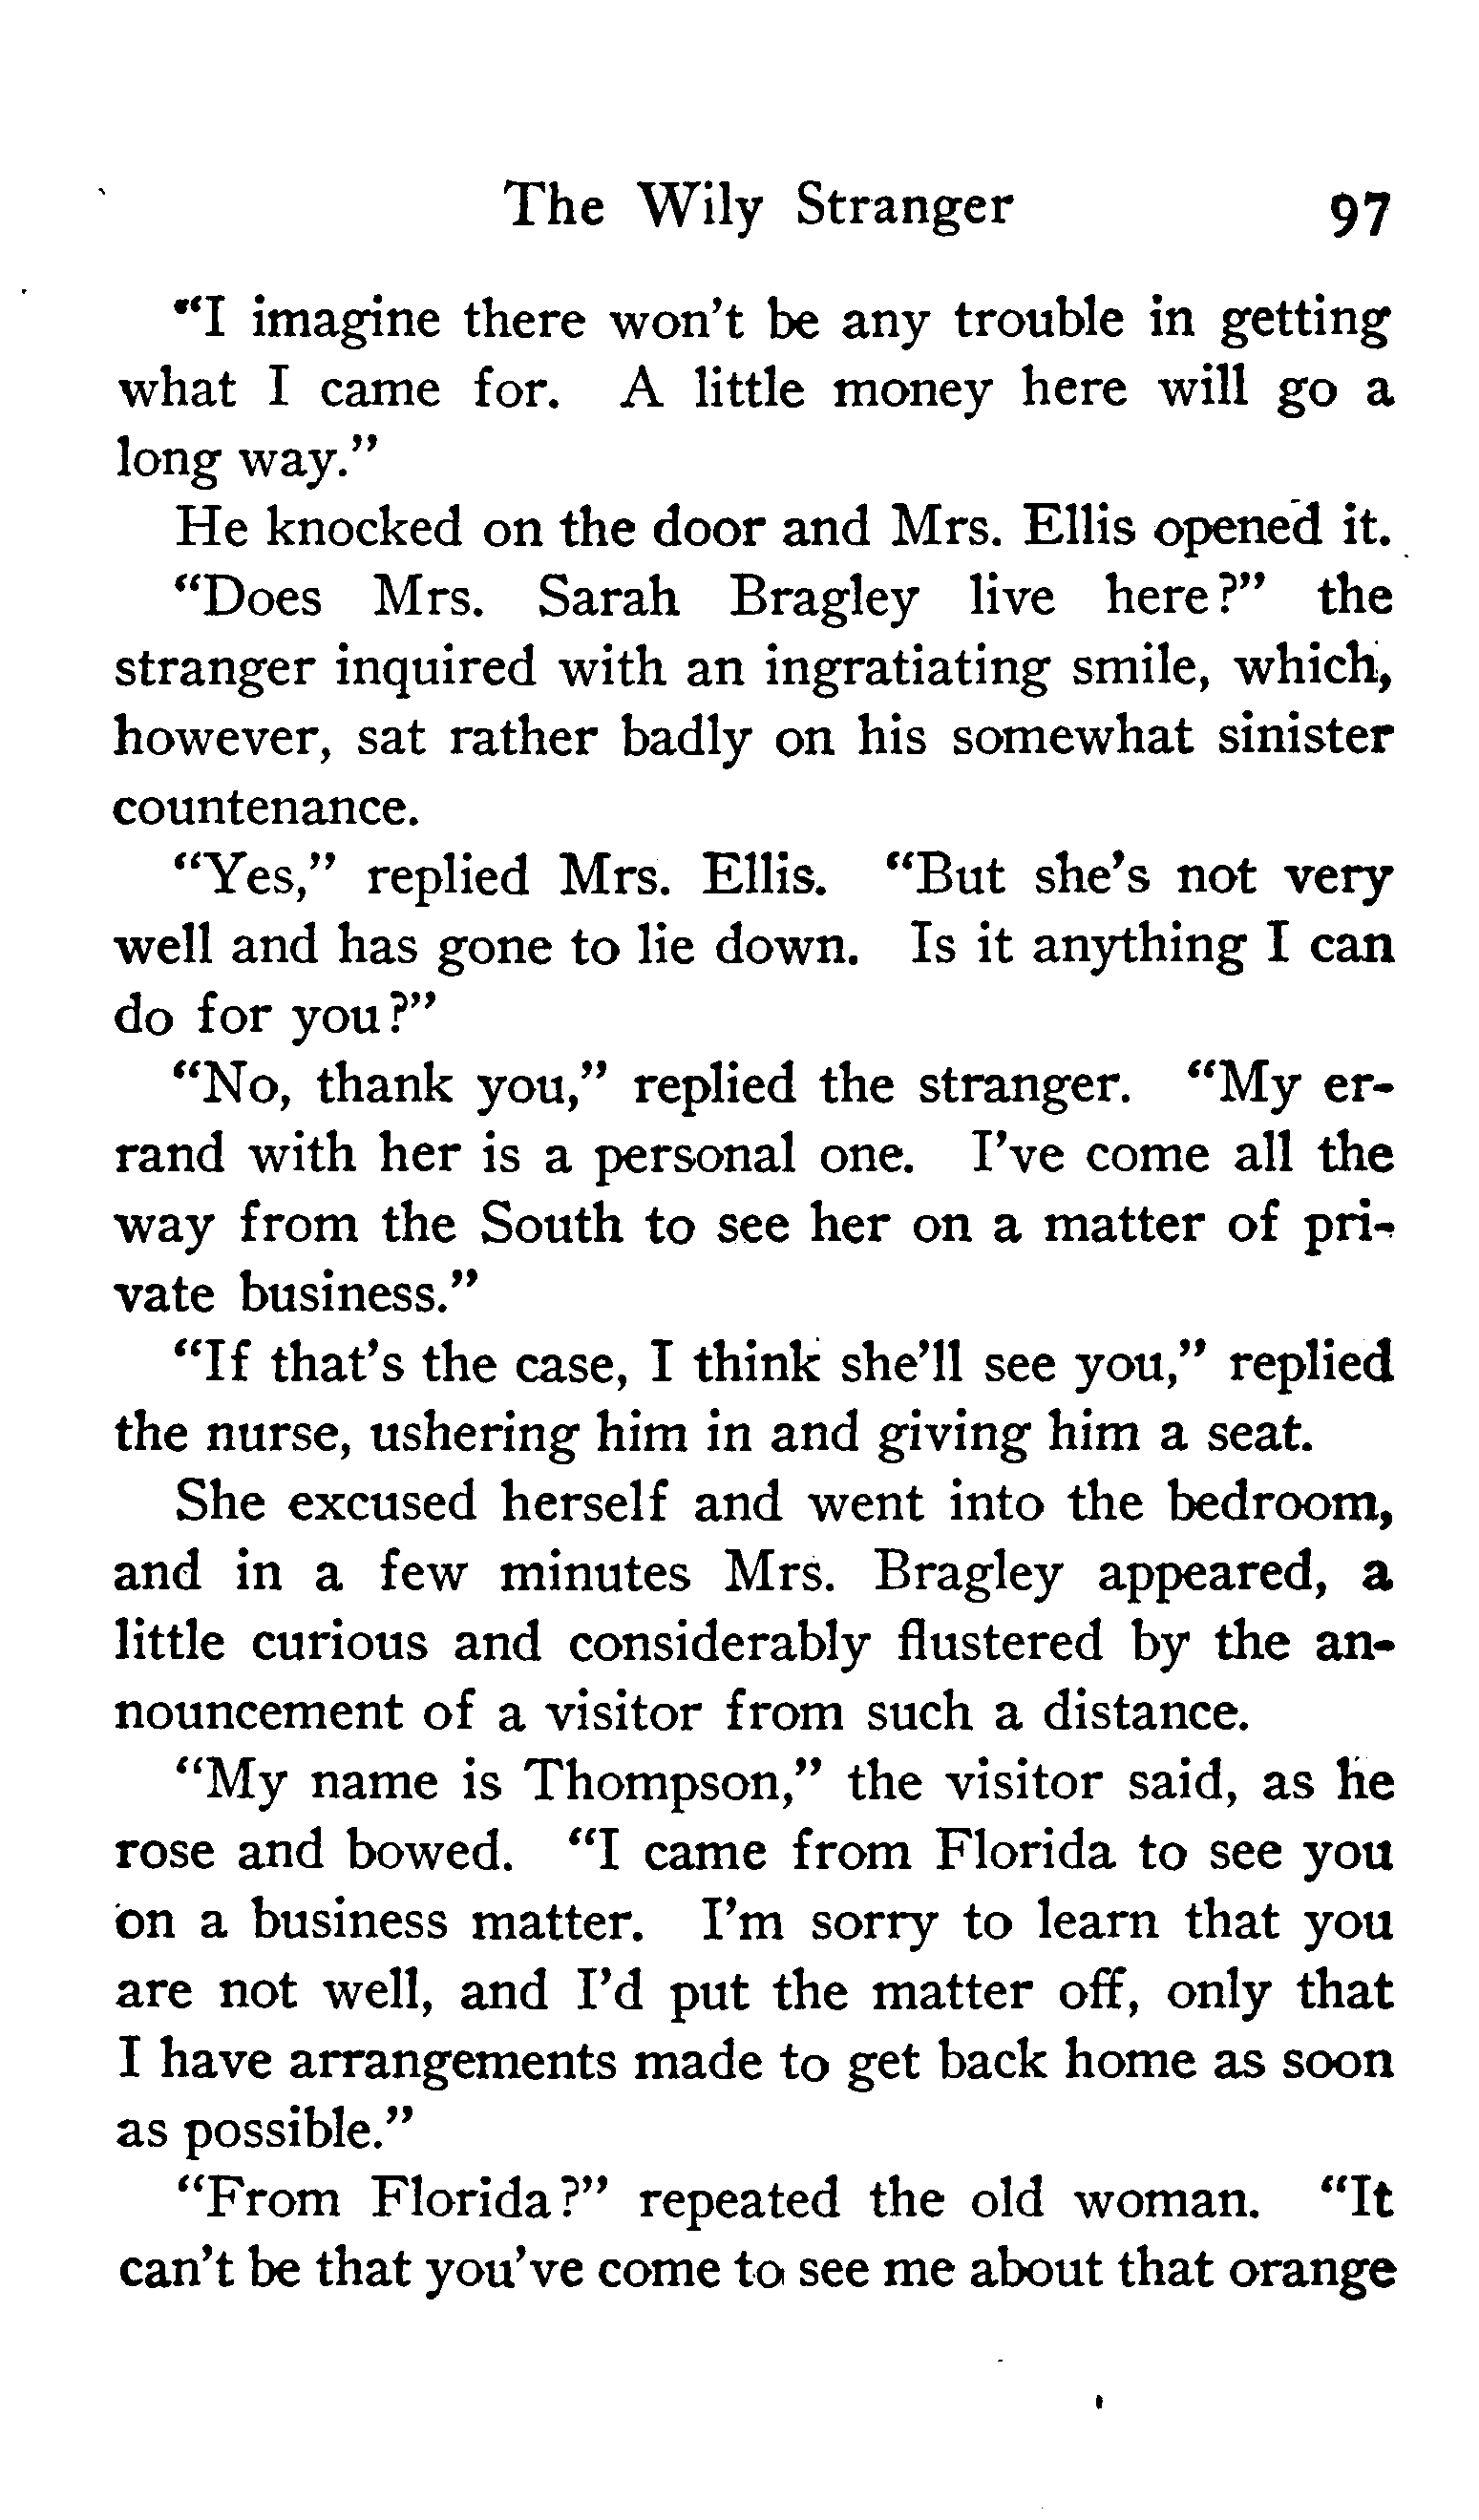 The Wily Stranger 97
"I imagine there won't be any trouble in getting
what I came for. A little money here will go a
long way."
He knocked on the door and Mrs. Ellis opened it.
"Does Mrs. Sarah Bragley live here?" the
stranger inquired with an ingratiating smile, which,
however, sat rather badly on his somewhat sinister
countenance.
"Yes," replied Mrs. Ellis. "But she's not very
well and has gone to lie down. Is it anything I can
do for you?"
"No, thank you," replied the stranger. "My er-
rand with her is a personal one. I've come all the
way from the South to see her on a matter of pri-
vate business."
"If that's the case, I think she'll see you," replied
the nurse, ushering him in and giving him a seat.
She excused herself and went into the bedroom,
and in a few minutes Mrs. Bragley appeared, a
little curious and considerably flustered by the an-
nouncement of a visitor from such a distance.
"My name is Thompson," the visitor said, as he
rose and bowed. "I came from Florida to see you
on a business matter. I'm sorry to learn that you
are not well, and I'd put the matter off, only that
I have arrangements made to get back home as soon
as possible."
"From Florida?" repeated the old woman. "It
can't be that you've come to see me about that orange